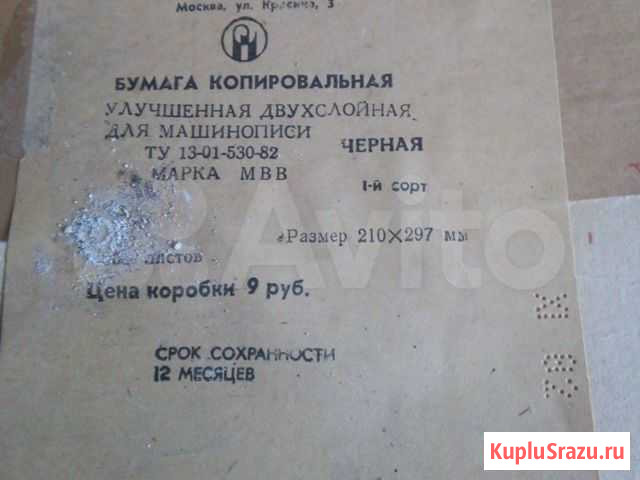 Москва, ул. Красина, 3
БУМАГА КОПИРОВАЛЬНАЯ
УЛУЧШЕННАЯ ДВУХСЛОЙНАЯ
ДЛЯ МАШИНОПИСИ
ЧЕРНАЯ
ТУ 13-01-530-82
МАРКА МВВ
1-й сорт
Размер 210×297 мм
листов
Цена коробки 9 руб.
СРОК СОХРАННОСТИ
12 МЕСЯЦЕВ
Avito
KupluSrazu.ru